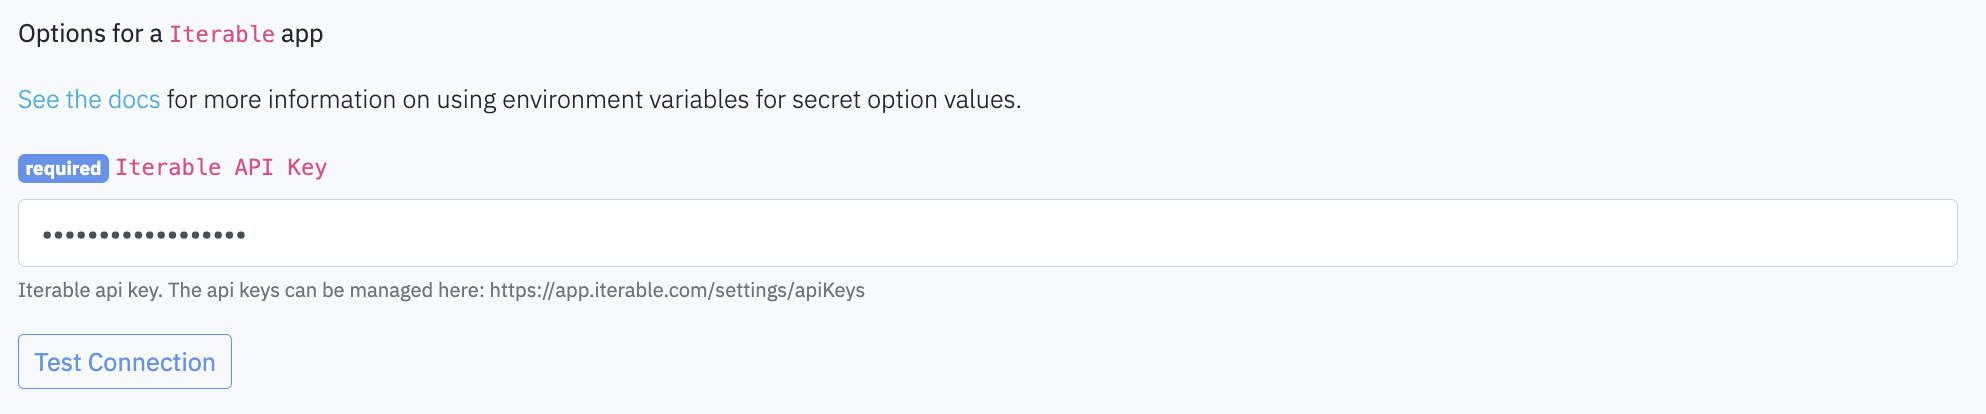 Options for a Iterable app
See the docs for more information on using environment variables for secret option values.
required Iterable API Key
••••••••••••••••••
Iterable api key. The api keys can be managed here: https://app.iterable.com/settings/apiKeys
Test Connection